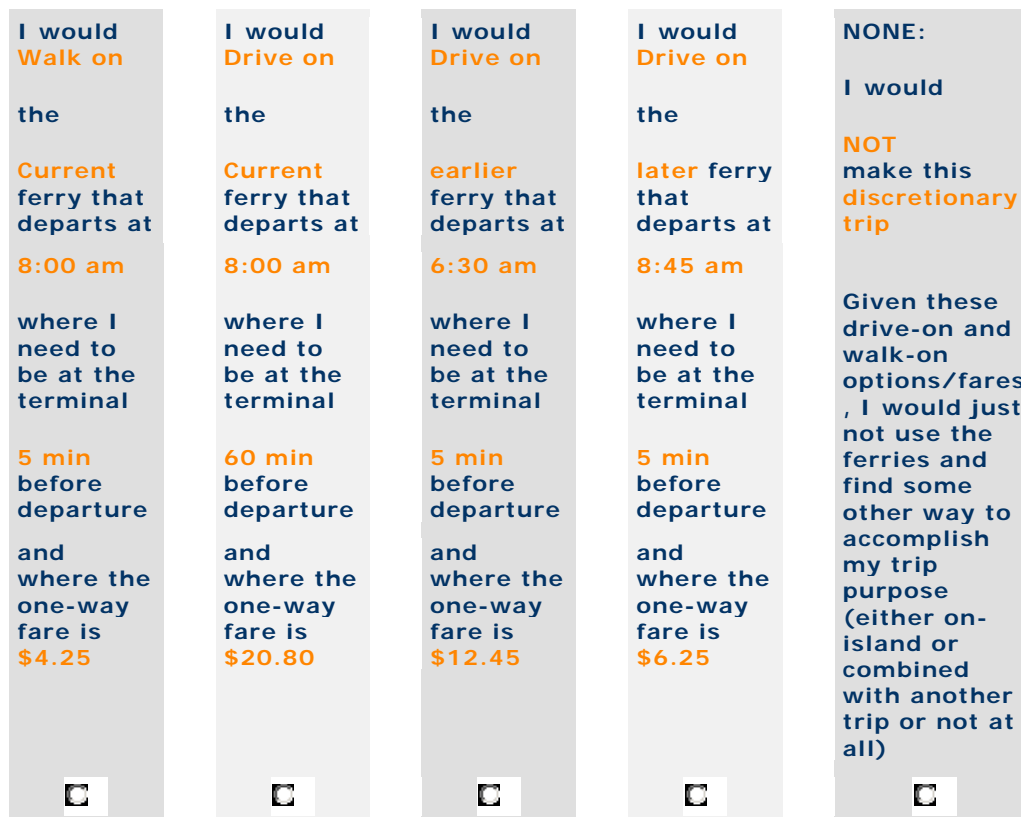 I would
Walk on
the
Current
ferry that
departs at
8:00 am
where I
need to
be at the
terminal
5 min
before
departure
and
where the
one-way
fare is
$4.25
I would
Drive on
the
Current
ferry that
departs at
8:00 am
where I
need to
be at the
terminal
60 min
before
departure
and
where the
one-way
fare is
$20.80
I would
Drive on
the
earlier
ferry that
departs at
6:30 am
where I
need to
be at the
terminal
5 min
before
departure
and
where the
one-way
fare is
$12.45
I would
Drive on
the
later ferry
that
departs at
8:45 am
where I
need to
be at the
terminal
5 min
before
departure
and
where the
one-way
fare is
$6.25
NONE:
I would
NOT
make this
discretionary
trip
Given these
drive-on and
walk-on
options/fares
, I would just
not use the
ferries and
find some
other way to
accomplish
my trip
purpose
(either on-
island or
combined
with another
trip or not at
all)